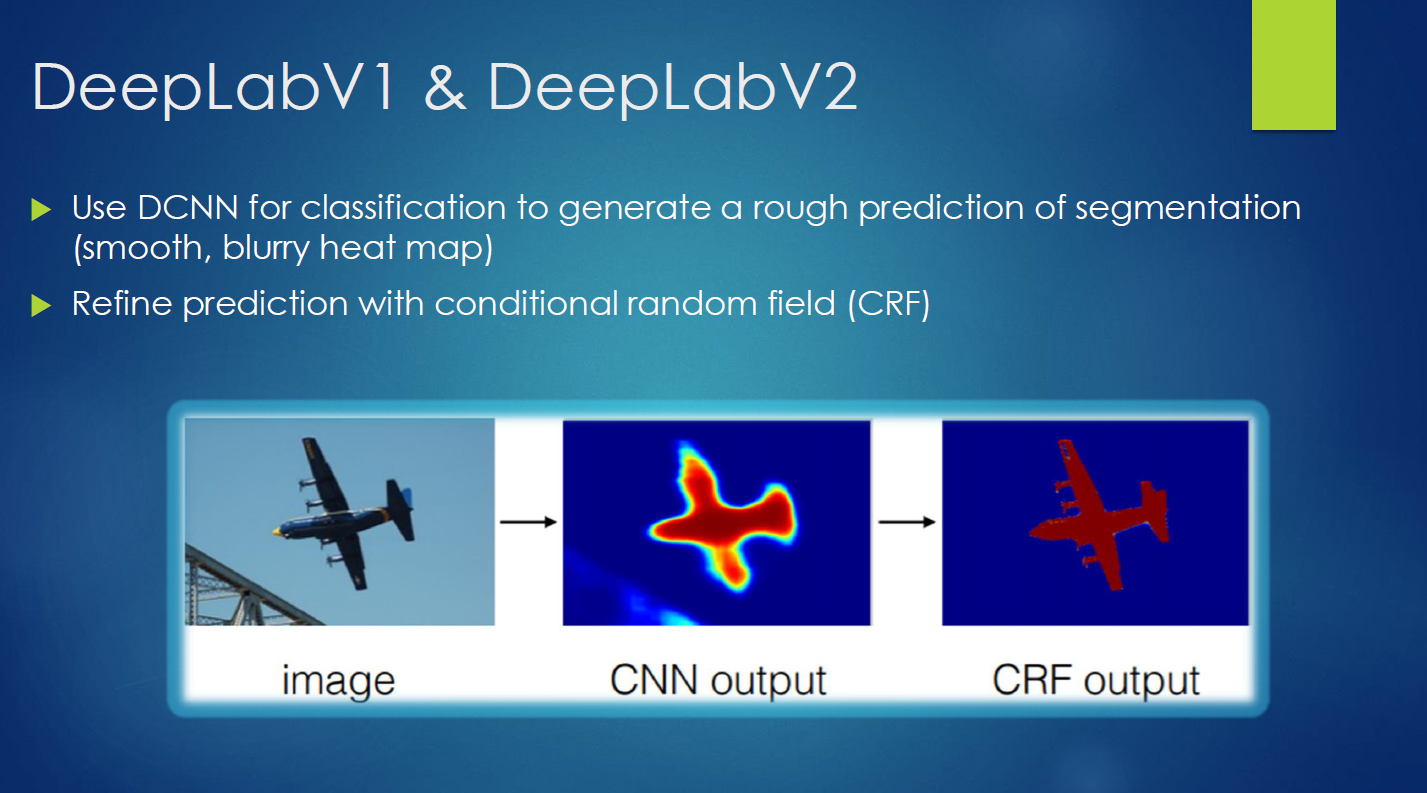 DeepLabV1 & DeepLabV2
Use DCNN for classification to generate a rough prediction of segmentation
(smooth, blurry heat map)
Refine prediction with conditional random field (CRF)
image
CNN output
CRF output